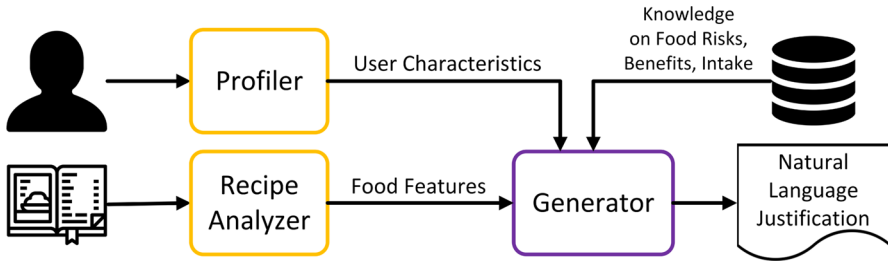 Profiler
User Characteristics
Knowledge
on Food Risks,
Benefits, Intake
Recipe
Analyzer
Food Features
Generator
Natural
Language
Justification